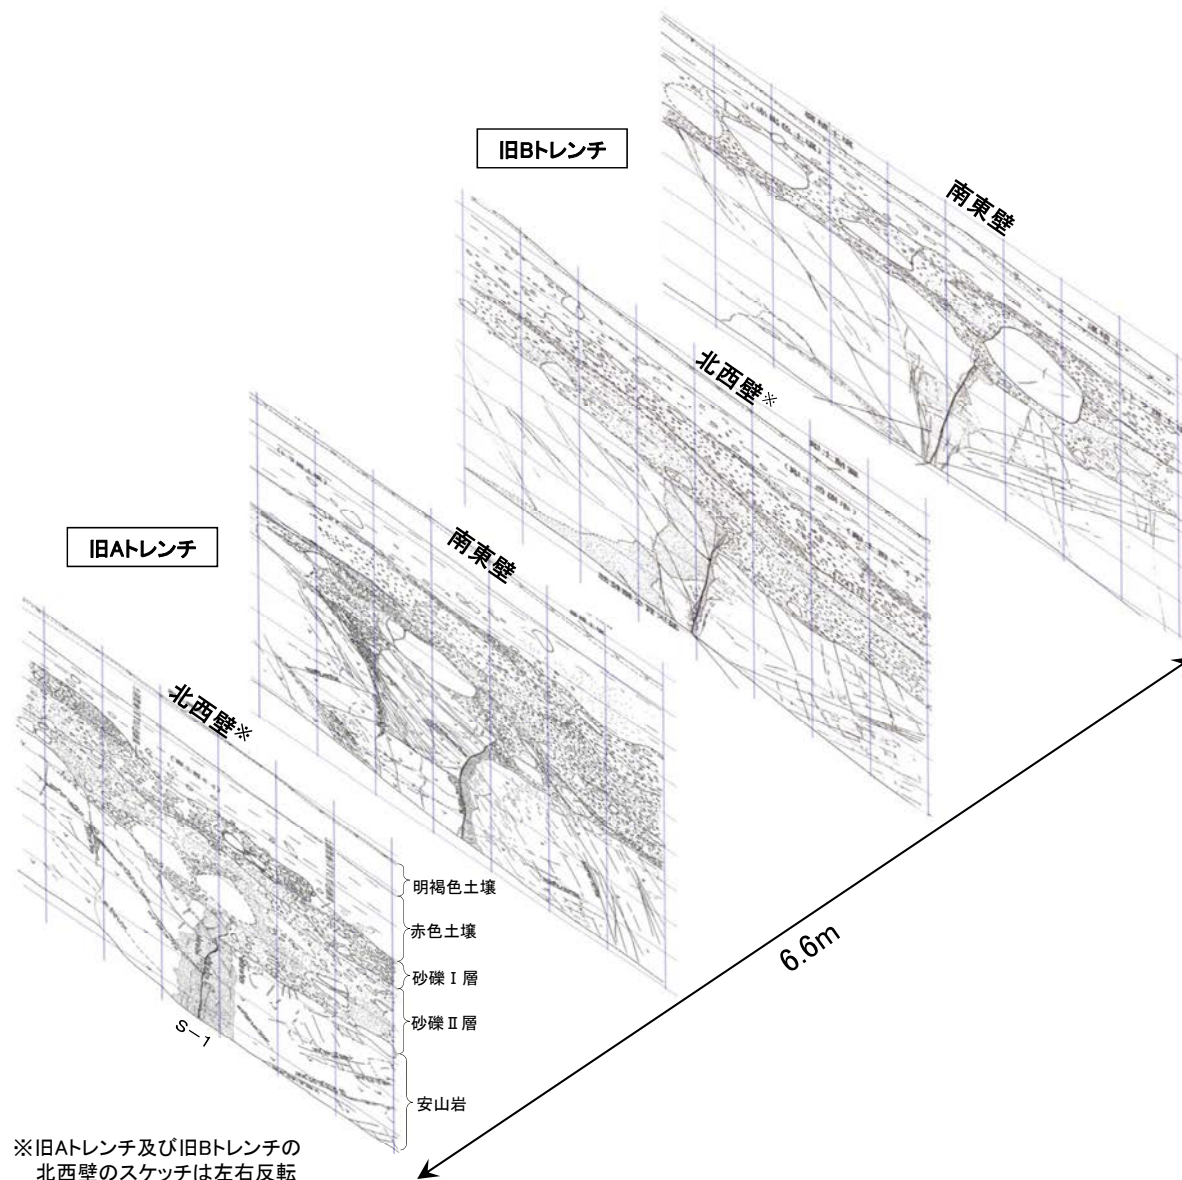 旧Bトレンチ
南東壁
北西壁※
旧Aトレンチ
南東壁
北西壁※
明褐色土壌
赤色土壌
砂礫Ⅰ層
砂礫Ⅱ層
安山岩
S-1
6.6m
※旧Aトレンチ及び旧Bトレンチの
北西壁のスケッチは左右反転